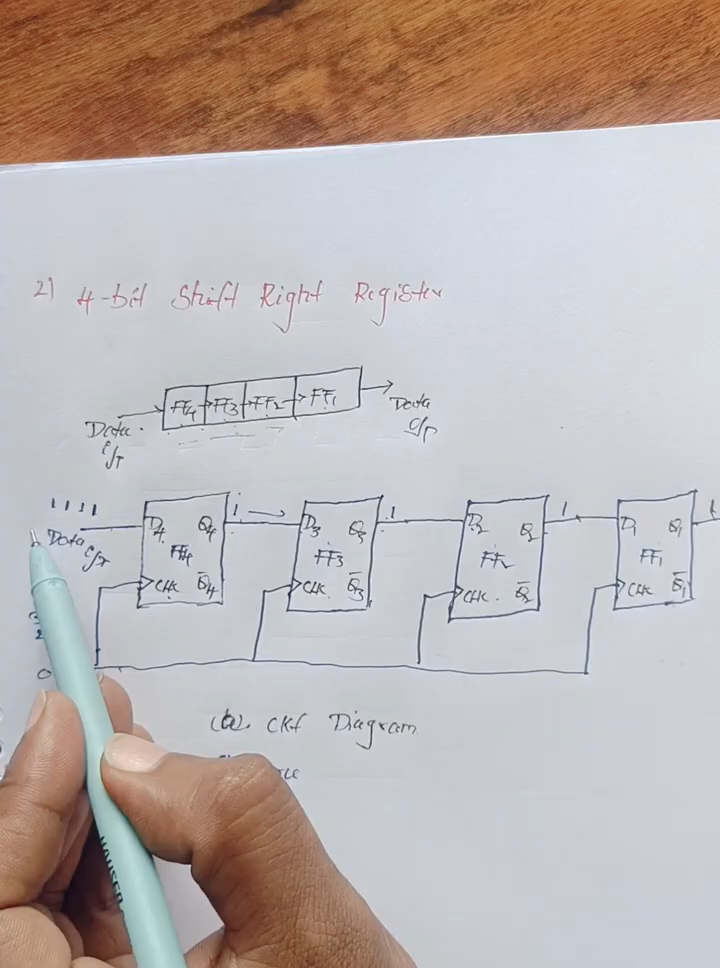 2) 4-bit Shift Right Register
FF4 FF3 FF2 FF1
Data i/p
Data o/p
1 1 1 1
Data i/p
D4 Q4 1 D3 Q3 1 D2 Q2 1 D1 Q1 1
FF4 FF3 FF2 FF1
CLK Q̅4 CLK Q̅3 CLK Q̅2 CLK Q̅1
0
Ckt Diagram